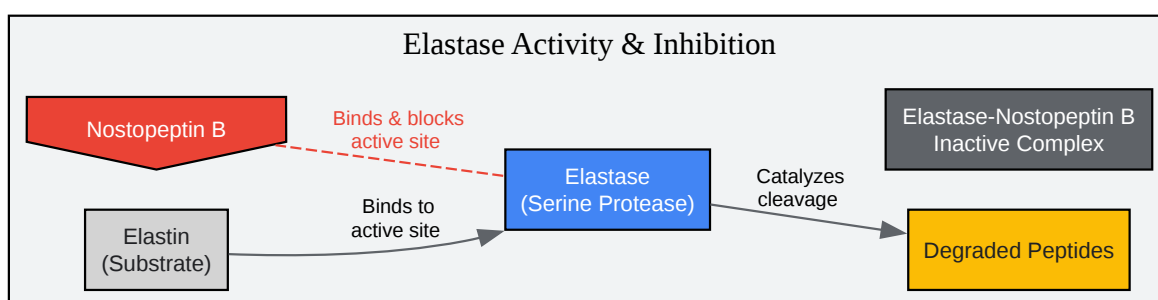 Elastase Activity & Inhibition
Nostopeptin B
Binds & blocks
active site
Elastase-Nostopeptin B
Inactive Complex
Elastase
(Serine Protease)
Catalyzes
cleavage
Binds to
active site
Elastin
(Substrate)
Degraded Peptides